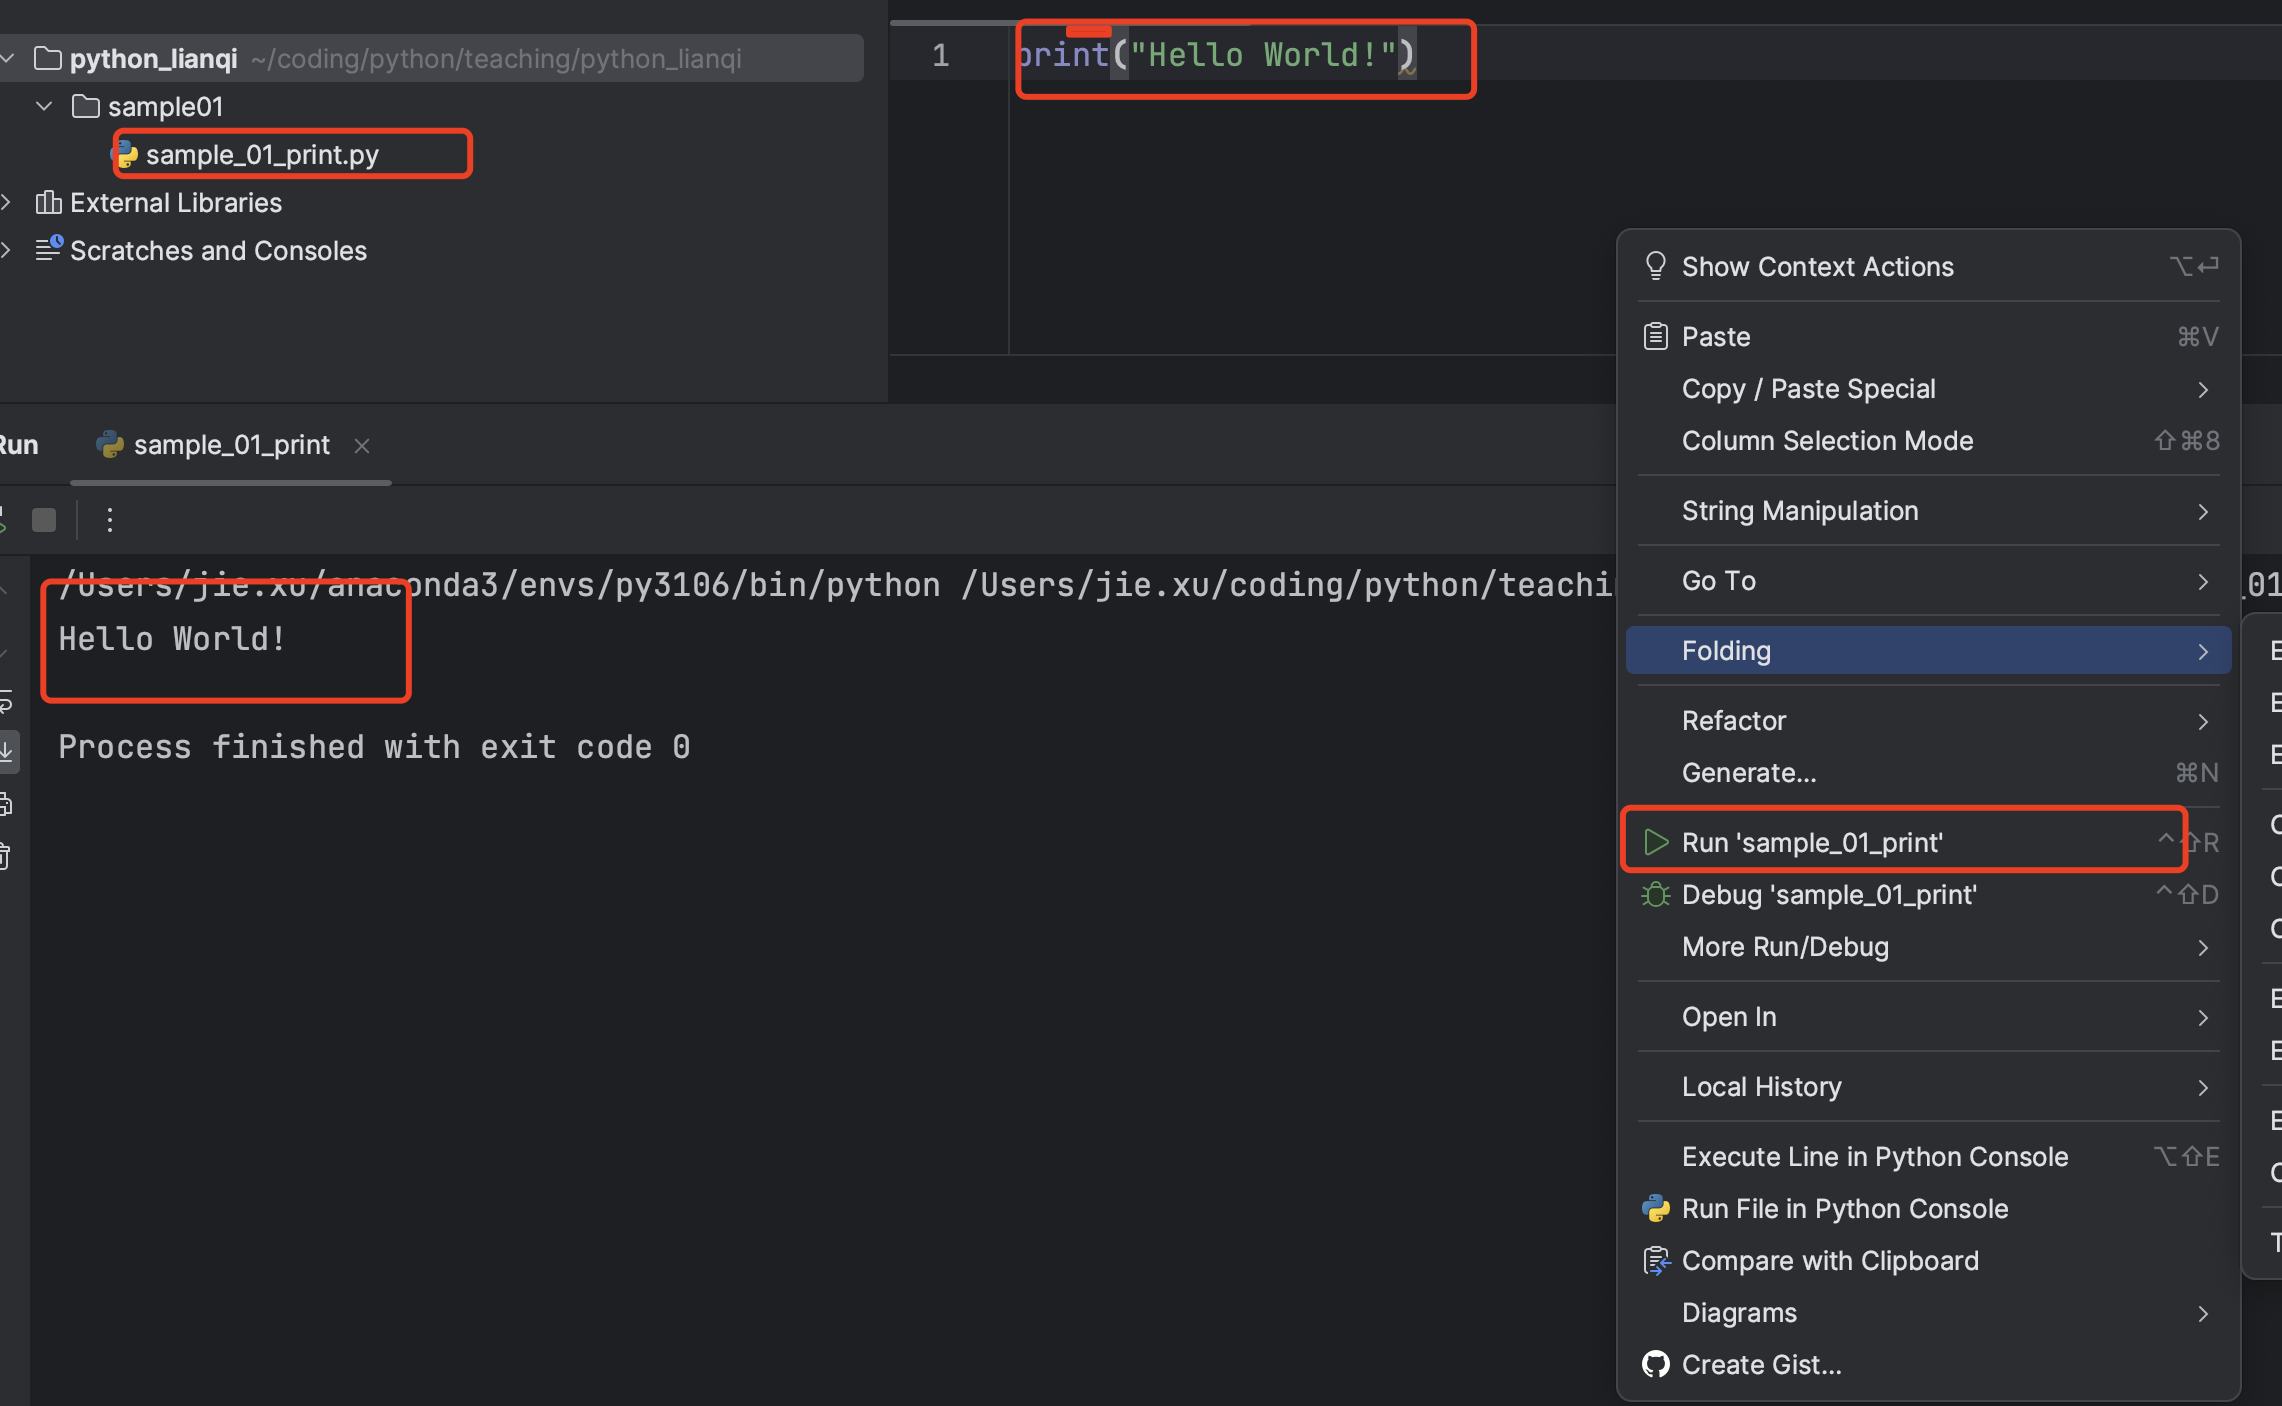 python_lianqi ~/coding/python/teaching/python_lianqi
sample01
sample_01_print.py
External Libraries
Scratches and Consoles
1 print("Hello World!")
Run sample_01_print
/Users/jie.xu/anaconda3/envs/py3106/bin/python /Users/jie.xu/coding/python/teachin
_01
Hello World!
Process finished with exit code 0
Show Context Actions ⌥⏎
Paste ⌘V
Copy / Paste Special
Column Selection Mode ⇧⌘8
String Manipulation
Go To
Folding
Refactor
Generate... ⌘N
Run 'sample_01_print' ^⇧R
Debug 'sample_01_print' ^⇧D
More Run/Debug
Open In
Local History
Execute Line in Python Console ⌥⇧E
Run File in Python Console
Compare with Clipboard
Diagrams
Create Gist...